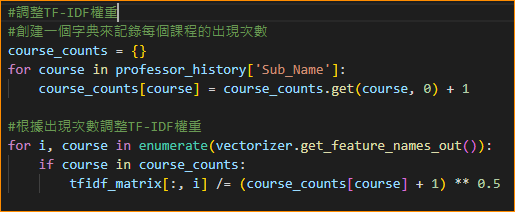 #調整TF-IDF權重
#創建一個字典來記錄每個課程的出現次數
course_counts = {}
for course in professor_history['Sub_Name']:
    course_counts[course] = course_counts.get(course, 0) + 1

#根據出現次數調整TF-IDF權重
for i, course in enumerate(vectorizer.get_feature_names_out()):
    if course in course_counts:
        tfidf_matrix[:, i] /= (course_counts[course] + 1) ** 0.5